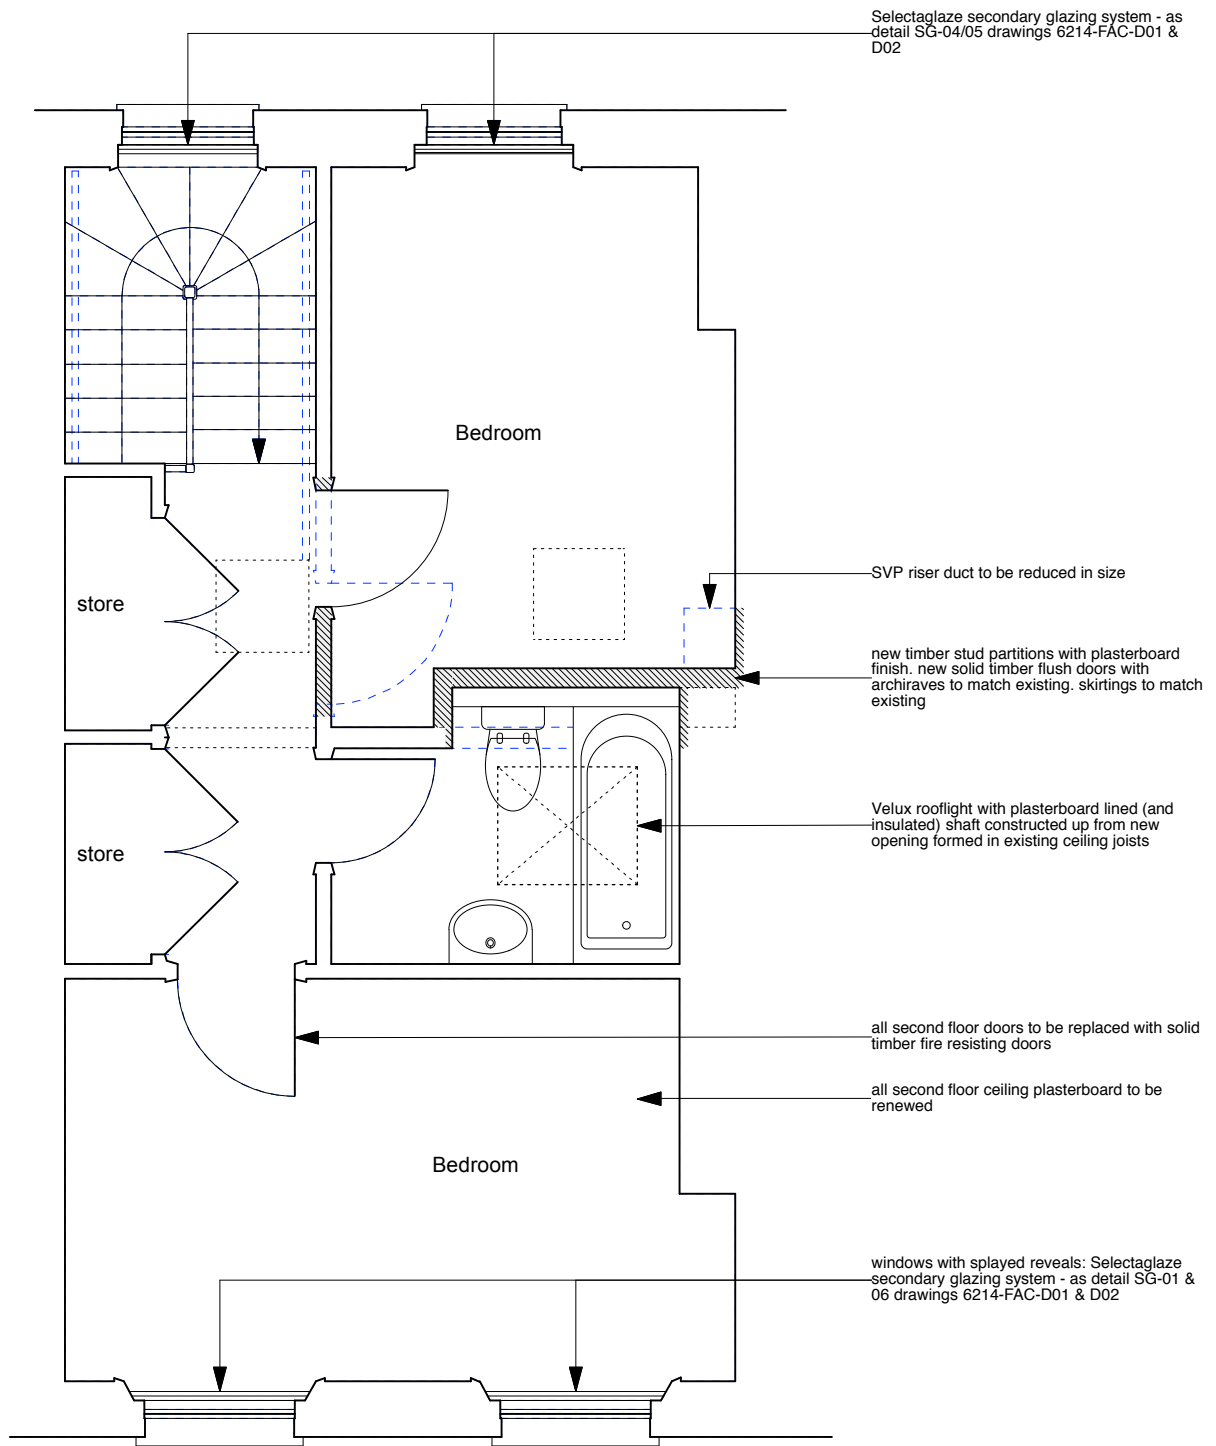 Selectaglaze secondary glazing system - as
detail SG-04/05 drawings 6214-FAC-D01 &
D02
Bedroom
SVP riser duct to be reduced in size
store
new timber stud partitions with plasterboard
finish. new solid timber flush doors with
archiraves to match existing. skirtings to match
existing
Velux rooflight with plasterboard lined (and
insulated) shaft constructed up from new
opening formed in existing ceiling joists
store
all second floor doors to be replaced with solid
timber fire resisting doors
all second floor ceiling plasterboard to be
renewed
Bedroom
windows with splayed reveals: Selectaglaze
secondary glazing system - as detail SG-01 &
06 drawings 6214-FAC-D01 & D02